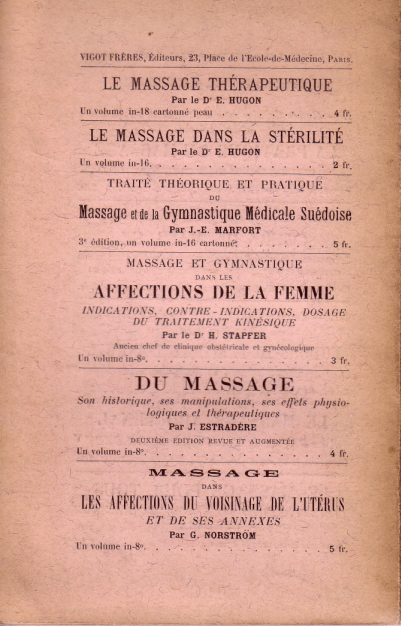 VIGOT FRÈRES, Éditeurs, 23, Place de l'Ecole-de-Médecine, PARIS.
LE MASSAGE THÉRAPEUTIQUE
Par le Dr E. HUGON
Un volume in-18 cartonné peau . . . . . . . . . . 4 fr.
LE MASSAGE DANS LA STÉRILITÉ
Par le Dr E. HUGON
Un volume in-16. . . . . . . . . . . . . . . 2 fr.
TRAITÉ THÉORIQUE ET PRATIQUE
DU
Massage et de la Gymnastique Médicale Suédoise
Par J.-E. MARFORT
3e édition, un volume in-16 cartonné. . . . . . . . 5 fr.
MASSAGE ET GYMNASTIQUE
DANS LES
AFFECTIONS DE LA FEMME
INDICATIONS, CONTRE-INDICATIONS, DOSAGE
DU TRAITEMENT KINÉSIQUE
Par le Dr H. STAPFER
Ancien chef de clinique obstétricale et gynécologique
Un volume in-8o. . . . . . . . . . . . . . . 3 fr.
DU MASSAGE
Son historique, ses manipulations, ses effets physio-
logiques et thérapeutiques
Par J. ESTRADÈRE
DEUXIÈME EDITION REVUE ET AUGMENTÉE
Un volume in-8o. . . . . . . . . . . . . . . 4 fr.
MASSAGE
DANS
LES AFFECTIONS DU VOISINAGE DE L'UTÉRUS
ET DE SES ANNEXES
Par G. NORSTRÖM
Un volume in-8o. . . . . . . . . . . . . . . 5 fr.